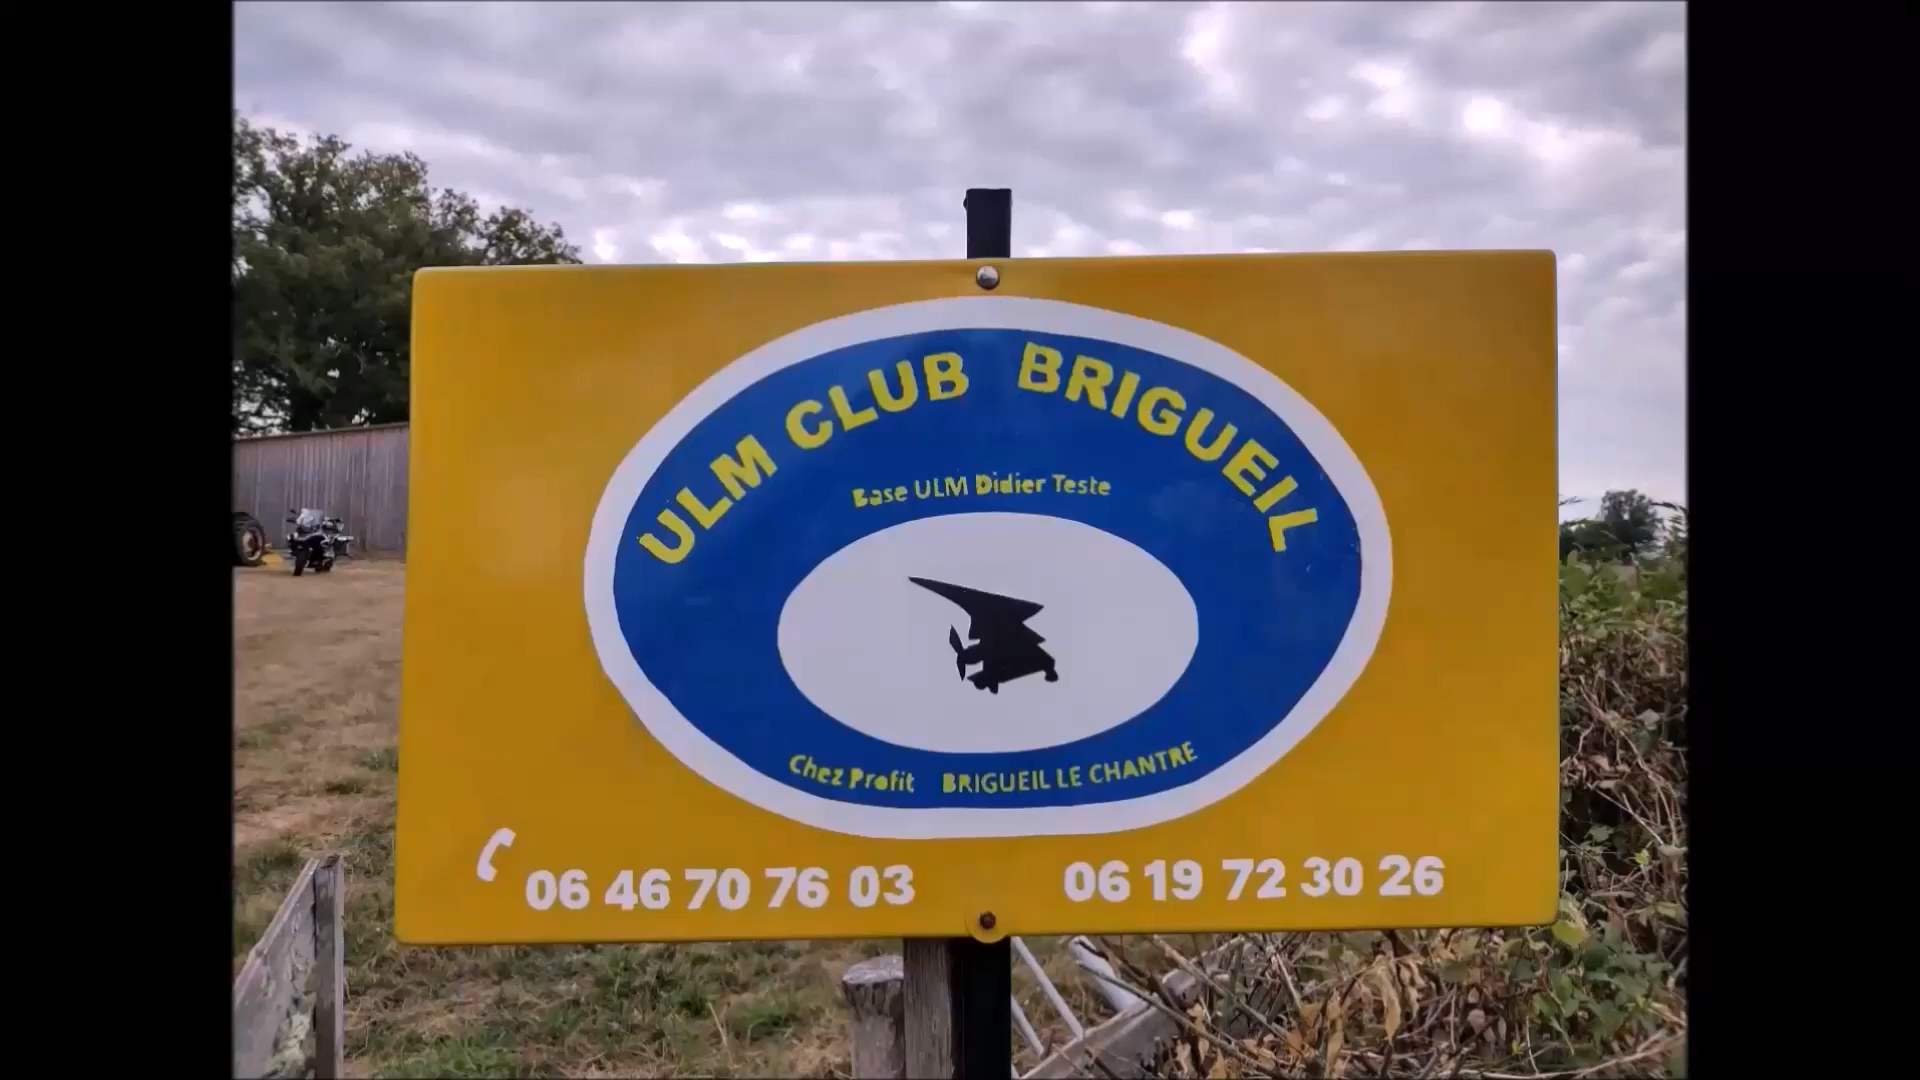 ULM CLUB BRIGUEIL
Base ULM Didier Teste
Chez Profit BRIGUEIL LE CHANTRE
06 46 70 76 03 06 19 72 30 26